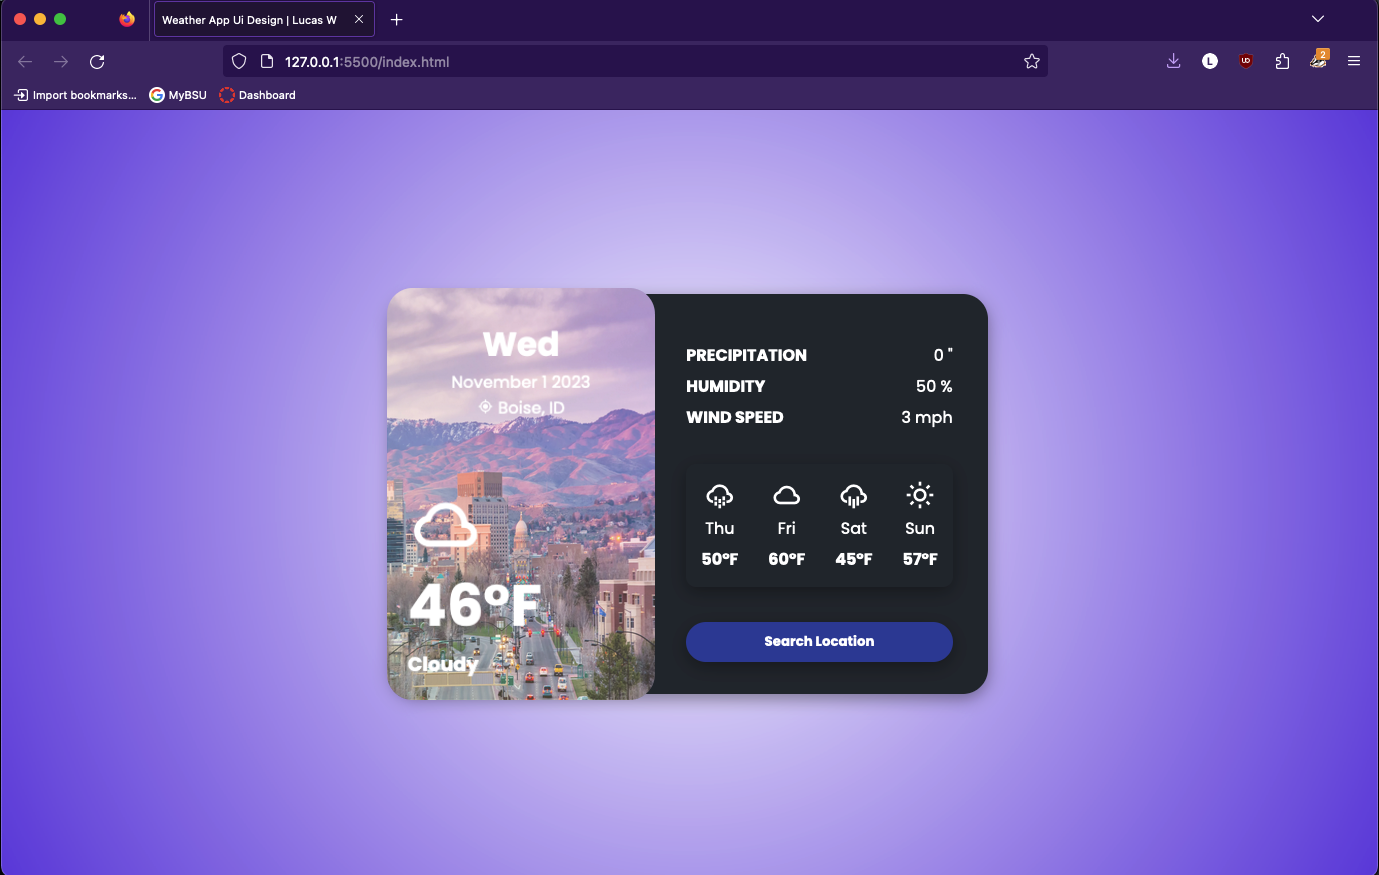 Weather App Ui Design | Lucas W
127.0.0.1:5500/index.html
L
UO
2
Import bookmarks... MyBSU Dashboard
Wed
November 1 2023
Boise, ID
46°F
Cloudy
PRECIPITATION 0 "
HUMIDITY 50 %
WIND SPEED 3 mph
Thu Fri Sat Sun
50°F 60°F 45°F 57°F
Search Location